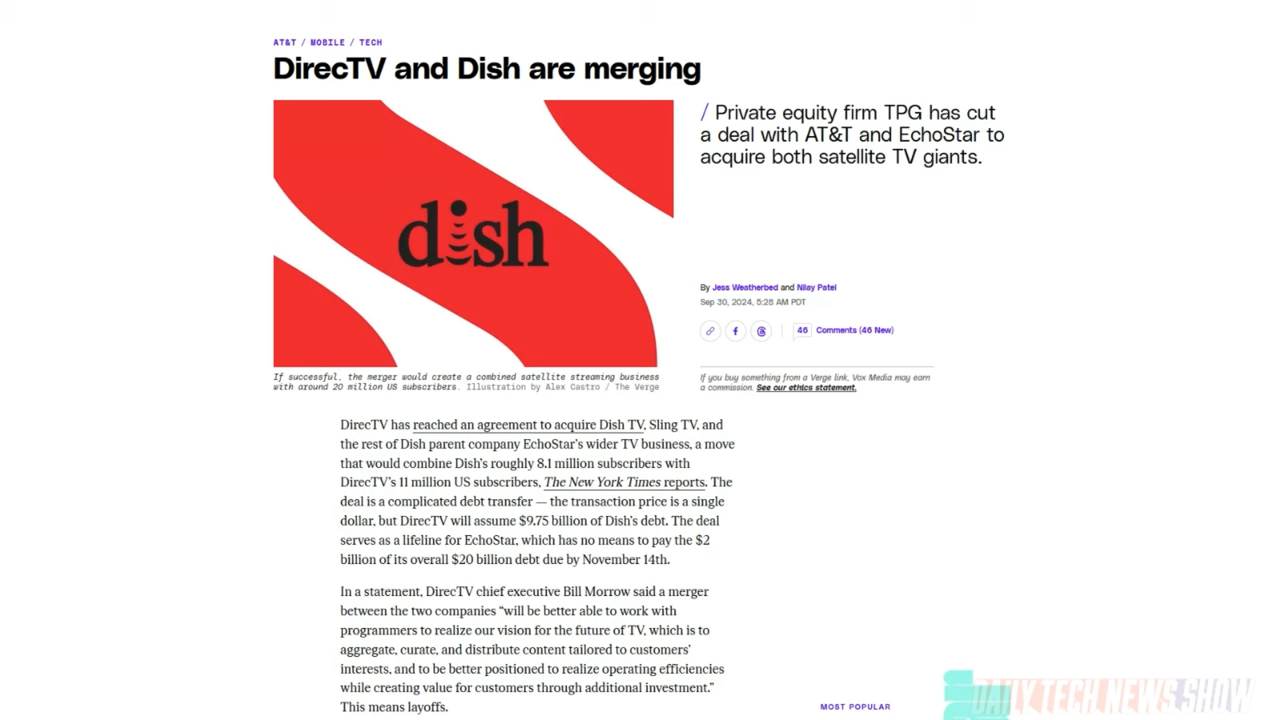 AT&T / MOBILE / TECH
DirecTV and Dish are merging
/ Private equity firm TPG has cut
a deal with AT&T and EchoStar to
acquire both satellite TV giants.
dish
By Jess Weatherbed and Nilay Patel
Sep 30, 2024, 5:28 AM PDT
46 Comments (46 New)
If successful, the merger would create a combined satellite streaming business
with around 20 million US subscribers. Illustration by Alex Castro / The Verge
If you buy something from a Verge link, Vox Media may earn
a commission. See our ethics statement.
DirecTV has reached an agreement to acquire Dish TV, Sling TV, and
the rest of Dish parent company EchoStar's wider TV business, a move
that would combine Dish's roughly 8.1 million subscribers with
DirecTV's 11 million US subscribers, The New York Times reports. The
deal is a complicated debt transfer — the transaction price is a single
dollar, but DirecTV will assume $9.75 billion of Dish's debt. The deal
serves as a lifeline for EchoStar, which has no means to pay the $2
billion of its overall $20 billion debt due by November 14th.
In a statement, DirecTV chief executive Bill Morrow said a merger
between the two companies “will be better able to work with
programmers to realize our vision for the future of TV, which is to
aggregate, curate, and distribute content tailored to customers'
interests, and to be better positioned to realize operating efficiencies
while creating value for customers through additional investment.”
This means layoffs.
MOST POPULAR
DAILY TECH NEWS SHOW